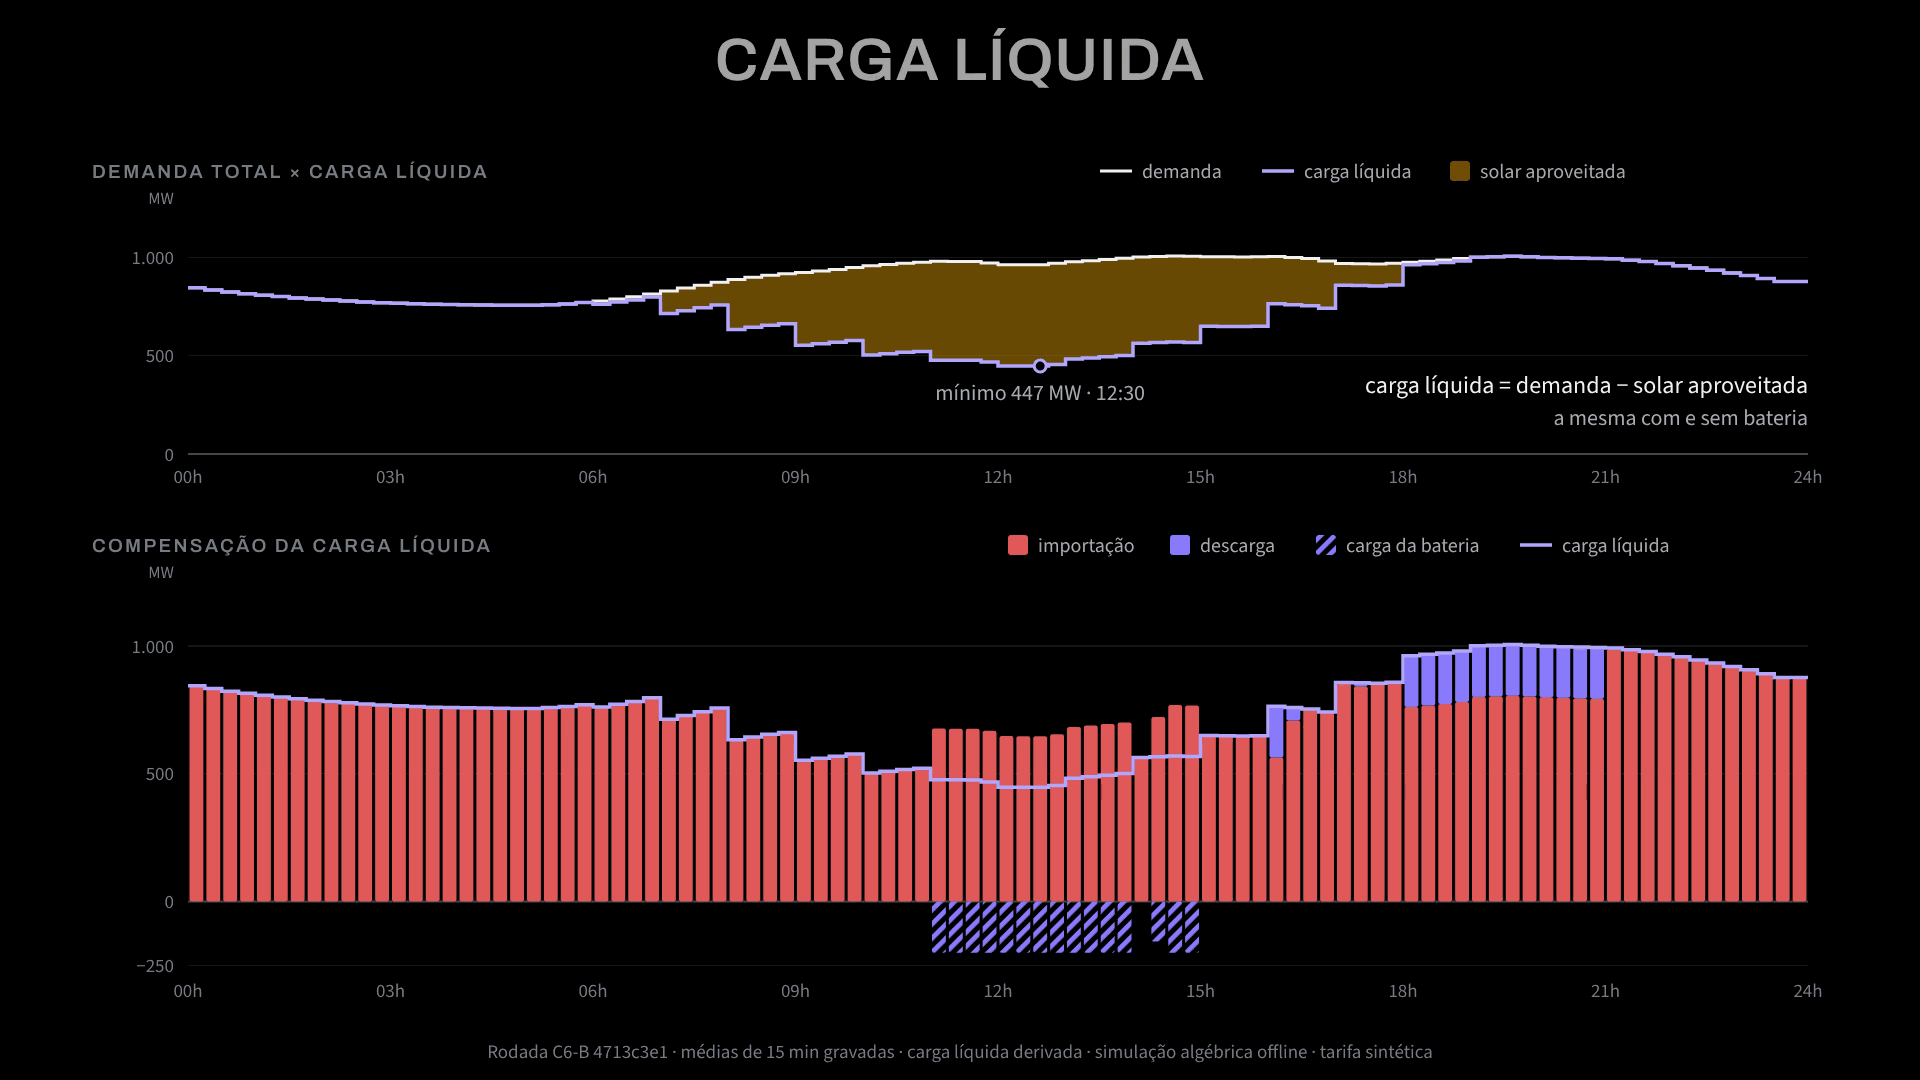 CARGA LÍQUIDA
DEMANDA TOTAL × CARGA LÍQUIDA
demanda
carga líquida
solar aproveitada
MW
1.000
500
0
mínimo 447 MW · 12:30
carga líquida = demanda − solar aproveitada
a mesma com e sem bateria
00h 03h 06h 09h 12h 15h 18h 21h 24h
COMPENSAÇÃO DA CARGA LÍQUIDA
importação
descarga
carga da bateria
carga líquida
MW
1.000
500
0
−250
00h 03h 06h 09h 12h 15h 18h 21h 24h
Rodada C6-B 4713c3e1 · médias de 15 min gravadas · carga líquida derivada · simulação algébrica offline · tarifa sintética